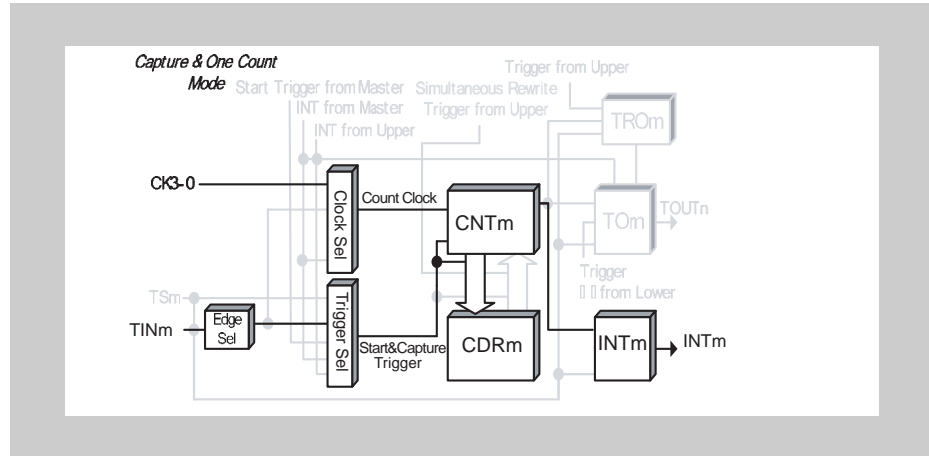 Capture & One Count
Mode
Trigger from Upper
Start Trigger from Master
Simultaneous Rewrite
INT from Master
Trigger from Upper
INT from Upper
TROm
CK3-0
Clock Sel
Count Clock
CNTm
TOm
TOUTn
Trigger
from Lower
TSm
TINm
Edge
Sel
Trigger Sel
Start&Capture
Trigger
CDRm
INTm
INTm